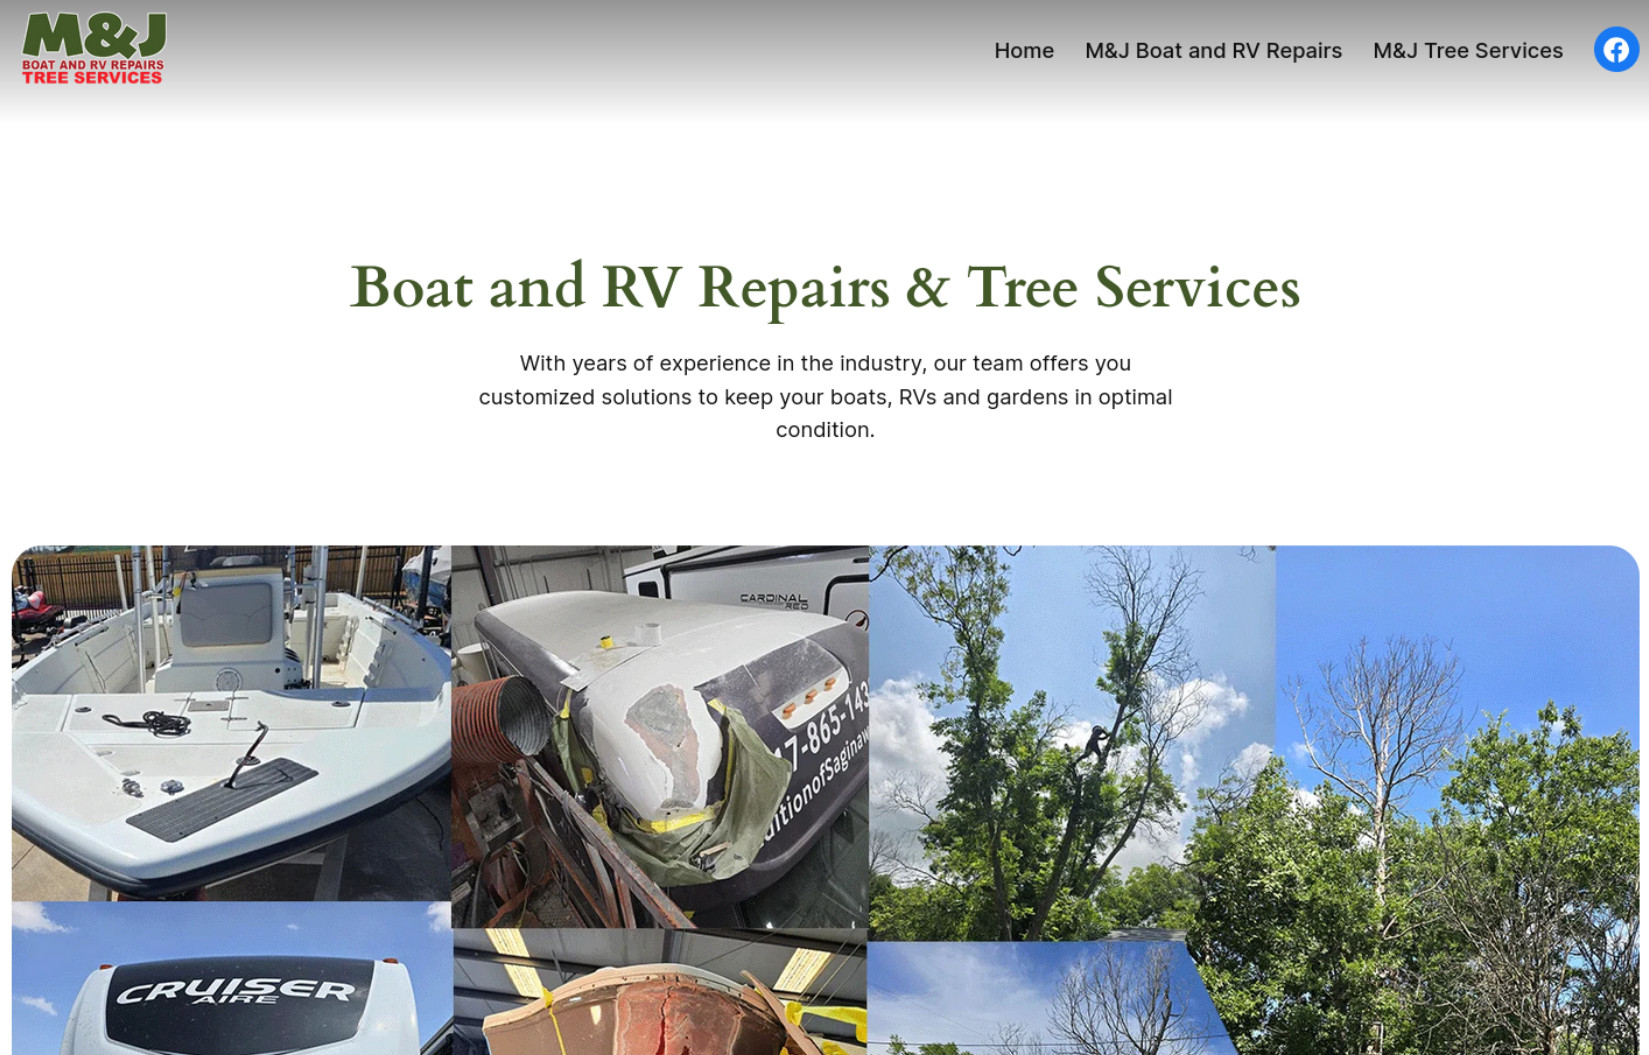 M&J
BOAT AND RV REPAIRS
TREE SERVICES
Home
M&J Boat and RV Repairs
M&J Tree Services
Boat and RV Repairs & Tree Services
With years of experience in the industry, our team offers you
customized solutions to keep your boats, RVs and gardens in optimal
condition.
CARDINAL
RED
17-865-143
ditionofSaginaw
CRUISER
AIRE